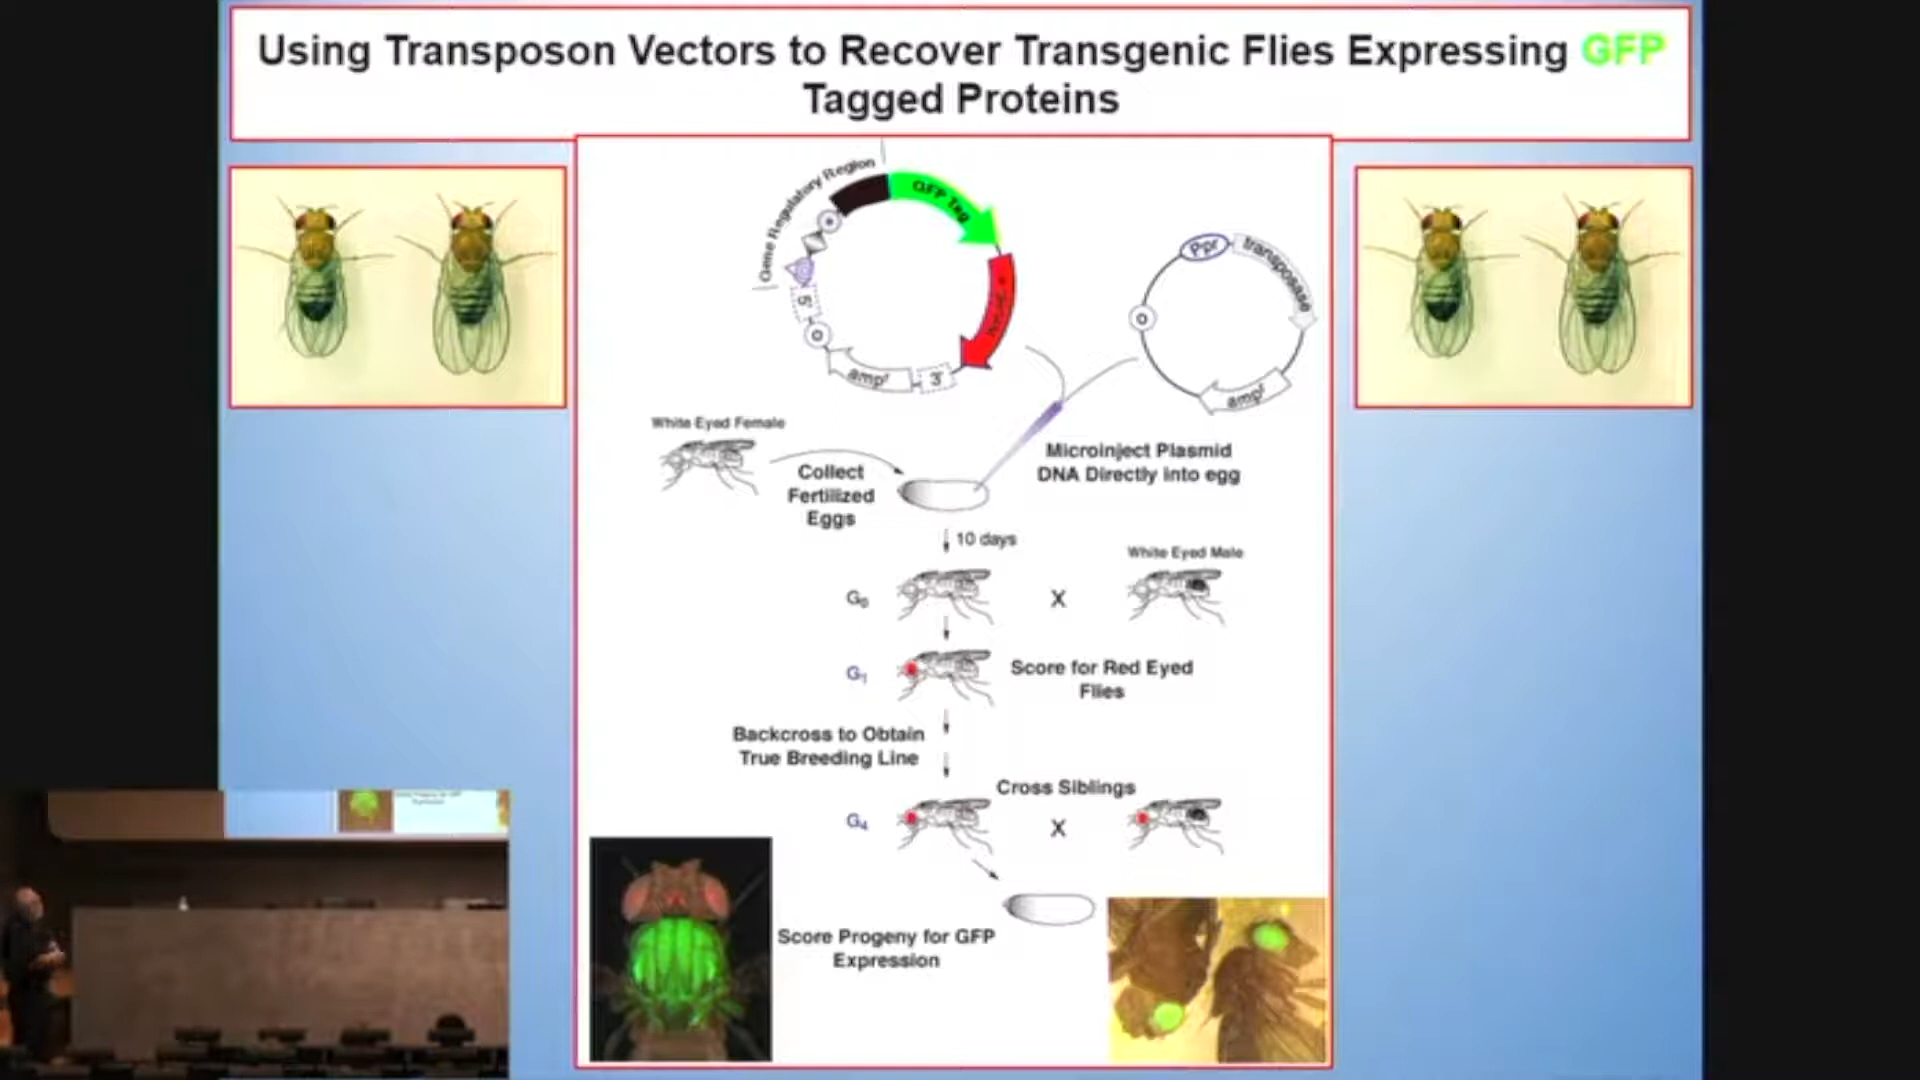 Using Transposon Vectors to Recover Transgenic Flies Expressing GFP
Tagged Proteins
Gene Regulatory Region
GFP Tag
5'
O
ampr
3'
Ppr
transposase
O
ampr
White Eyed Female
Collect
Fertilized
Eggs
Microinject Plasmid
DNA Directly into egg
10 days
White Eyed Male
G0
X
G1
Score for Red Eyed
Flies
Backcross to Obtain
True Breeding Line
Cross Siblings
G4
X
Score Progeny for GFP
Expression